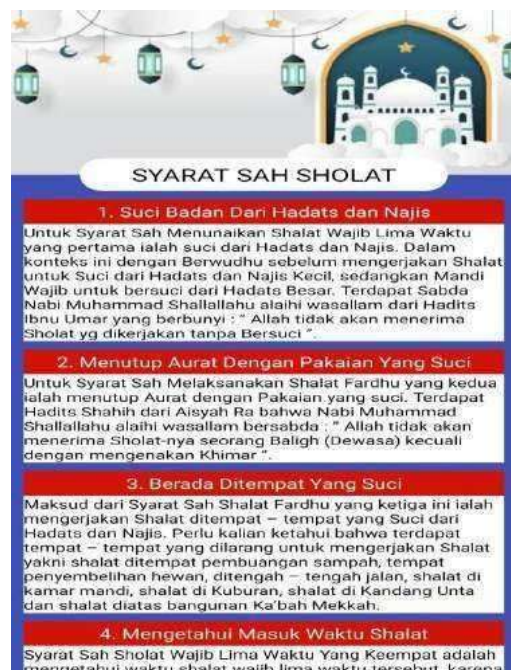 SYARAT SAH SHOLAT
1. Suci Badan Dari Hadats dan Najis
Untuk Syarat Sah Menunaikan Shalat Wajib Lima Waktu
yang pertama ialah suci dari Hadats dan Najis. Dalam
konteks ini dengan Berwudhu sebelum mengerjakan Shalat
untuk Suci dari Hadats dan Najis Kecil, sedangkan Mandi
Wajib untuk bersuci dari Hadats Besar. Terdapat Sabda
Nabi Muhammad Shallallahu alaihi wasallam dari Hadits
Ibnu Umar yang berbunyi : “ Allah tidak akan menerima
Sholat yg dikerjakan tanpa Bersuci ”.
2. Menutup Aurat Dengan Pakaian Yang Suci
Untuk Syarat Sah Melaksanakan Shalat Fardhu yang kedua
ialah menutup Aurat dengan Pakaian yang suci. Terdapat
Hadits Shahih dari Aisyah Ra bahwa Nabi Muhammad
Shallallahu alaihi wasallam bersabda : “ Allah tidak akan
menerima Sholat-nya seorang Baligh (Dewasa) kecuali
dengan mengenakan Khimar ”.
3. Berada Ditempat Yang Suci
Maksud dari Syarat Sah Shalat Fardhu yang ketiga ini ialah
mengerjakan Shalat ditempat – tempat yang Suci dari
Hadats dan Najis. Perlu kalian ketahui bahwa terdapat
tempat – tempat yang dilarang untuk mengerjakan Shalat
yakni shalat ditempat pembuangan sampah, tempat
penyembelihan hewan, ditengah – tengah jalan, shalat di
kamar mandi, shalat di Kuburan, shalat di Kandang Unta
dan shalat diatas bangunan Ka'bah Mekkah.
4. Mengetahui Masuk Waktu Shalat
Syarat Sah Sholat Wajib Lima Waktu Yang Keempat adalah
mengetahui waktu shalat wajib lima waktu tersebut, karena